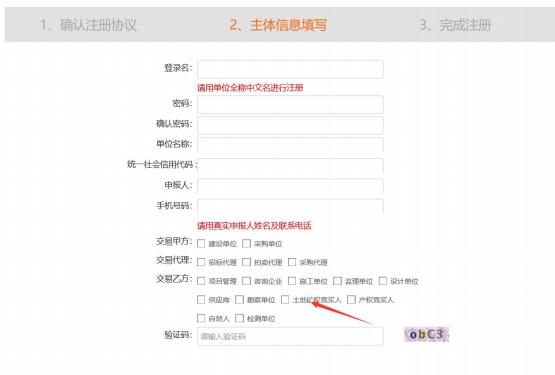 1、确认注册协议 2、主体信息填写 3、完成注册
登录名:
请用单位全称中文名进行注册
密码:
确认密码:
单位名称:
统一社会信用代码:
申报人:
手机号码:
请用真实申报人姓名及联系电话
交易甲方: 建设单位 采购单位
交易代理: 招标代理 拍卖代理 采购代理
交易乙方: 项目管理 咨询企业 施工单位 监理单位 设计单位
供应商 勘察单位 土地矿权竞买人 产权竞买人
自然人 检测单位
验证码: 请输入验证码 obC3